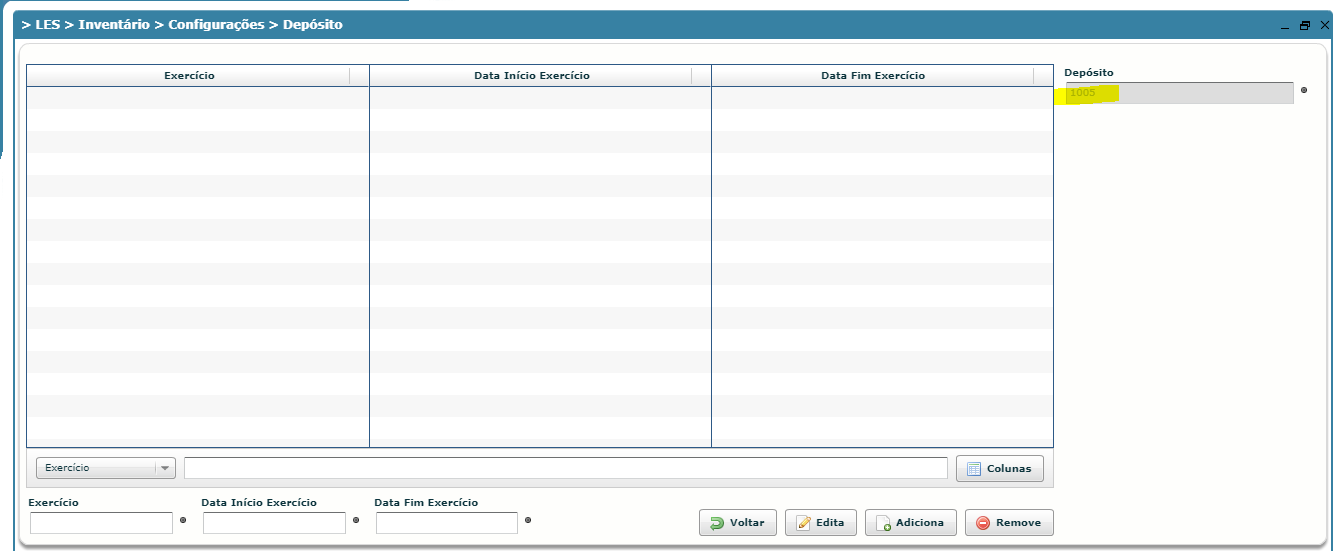 > LES > Inventário > Configurações > Depósito
Exercício Data Início Exercício Data Fim Exercício
Depósito
1005
Exercício Colunas
Exercício Data Início Exercício Data Fim Exercício
Voltar Edita Adiciona Remove